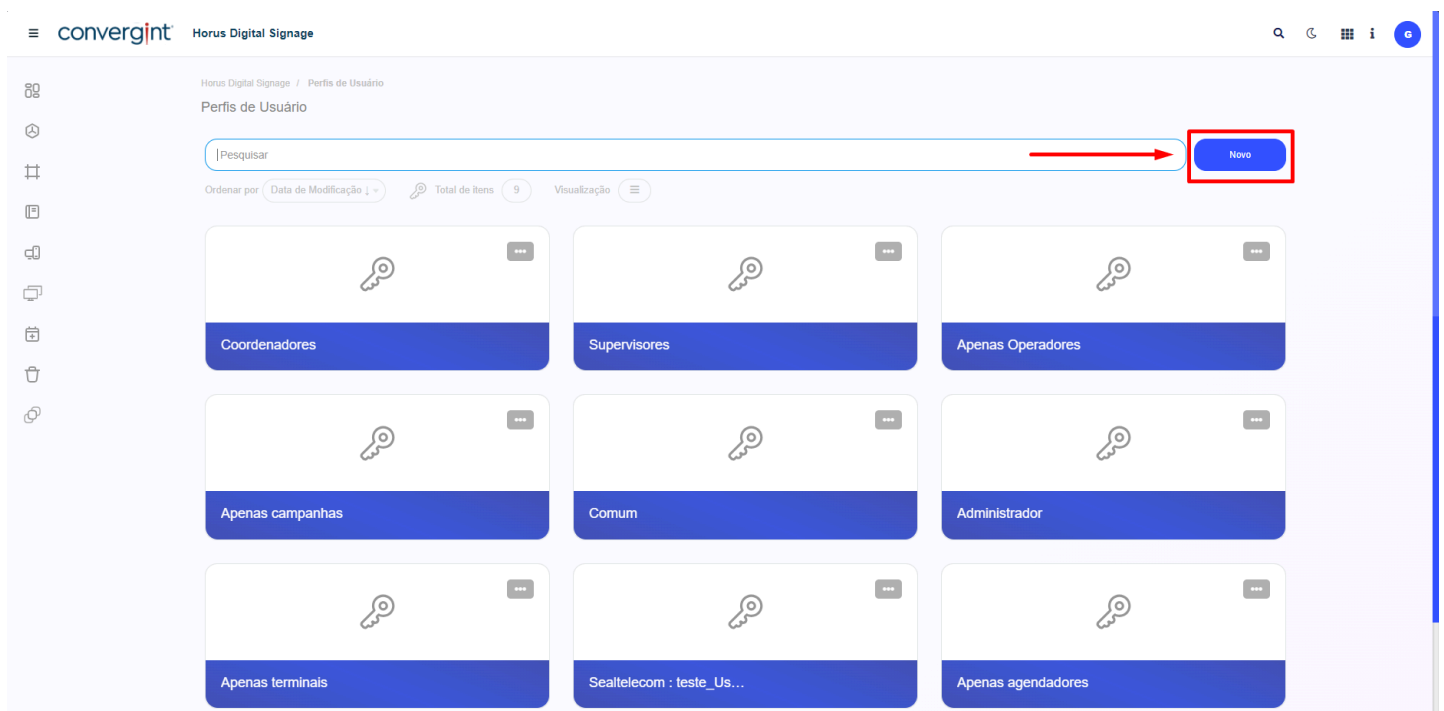 convergint Horus Digital Signage i G
Horus Digital Signage / Perfis de Usuário
Perfis de Usuário
Pesquisar Novo
Ordenar por Data de Modificação ↓ Total de itens 9 Visualização
Coordenadores Supervisores Apenas Operadores
Apenas campanhas Comum Administrador
Apenas terminais Sealtelecom : teste_Us... Apenas agendadores